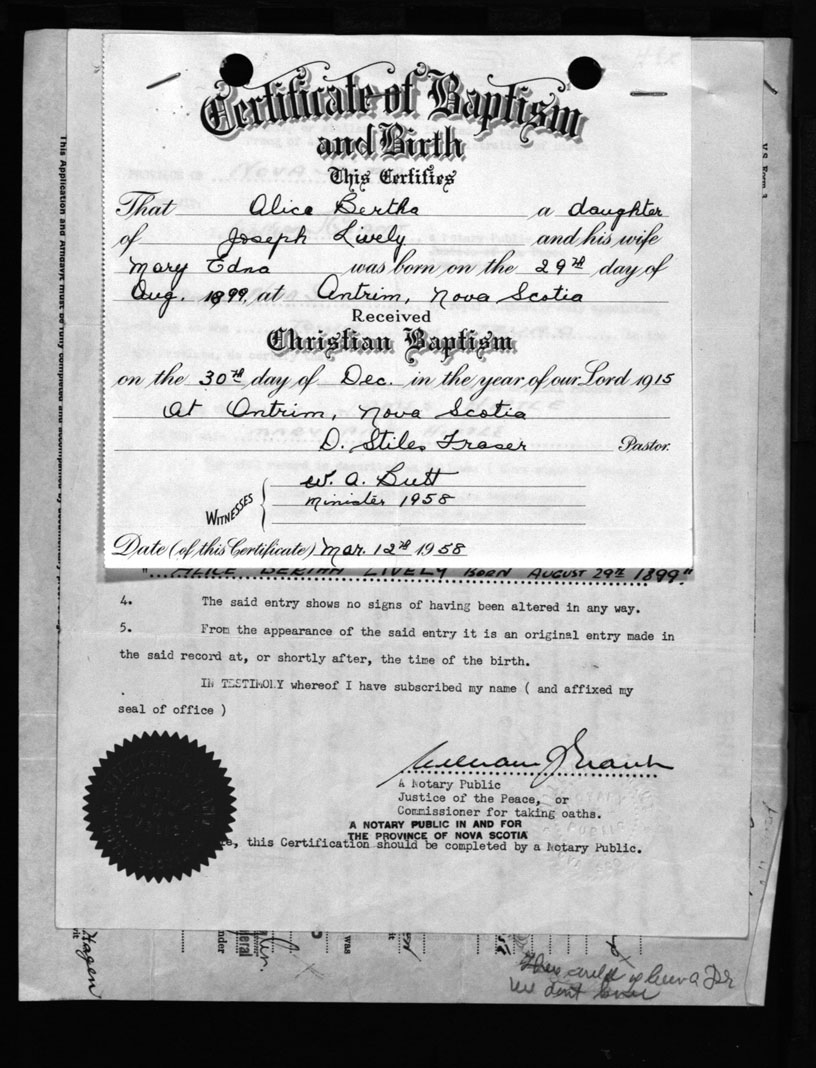 Certificate of Baptism
and Birth
This Certifies
That Alice Bertha a daughter
of Joseph Lively and his wife
Mary Edna was born on the 29th day of
Aug. 1899, at Antrim, Nova Scotia
Received
Christian Baptism
on the 30th day of Dec. in the year of our Lord 1915
At Antrim, Nova Scotia
D. Stiles Fraser Pastor.
WITNESSES
W. A. Butt
Minister 1958
Date (of this Certificate) Mar. 12th 1958
"... ALICE BERTHA LIVELY BORN AUGUST 29th 1899."
4. The said entry shows no signs of having been altered in any way.
5. From the appearance of the said entry it is an original entry made in
the said record at, or shortly after, the time of the birth.
IN TESTIMONY whereof I have subscribed my name ( and affixed my
seal of office )
A Notary Public
Justice of the Peace, or
Commissioner for taking oaths.
A NOTARY PUBLIC IN AND FOR
THE PROVINCE OF NOVA SCOTIA
this Certification should be completed by a Notary Public.
This Application and
was
Hagen
we dont know